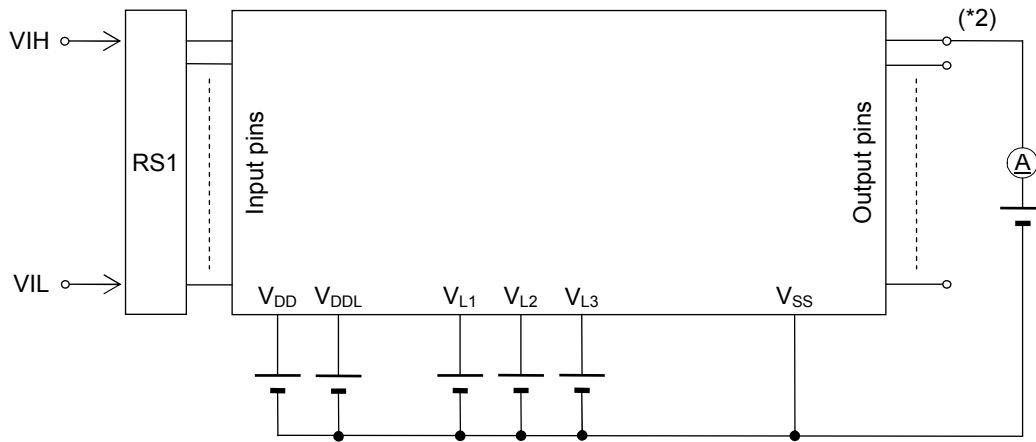 VIH
(*2)
RS1
Input pins
Output pins
A
VIL
VDD
VDDL
VL1
VL2
VL3
VSS